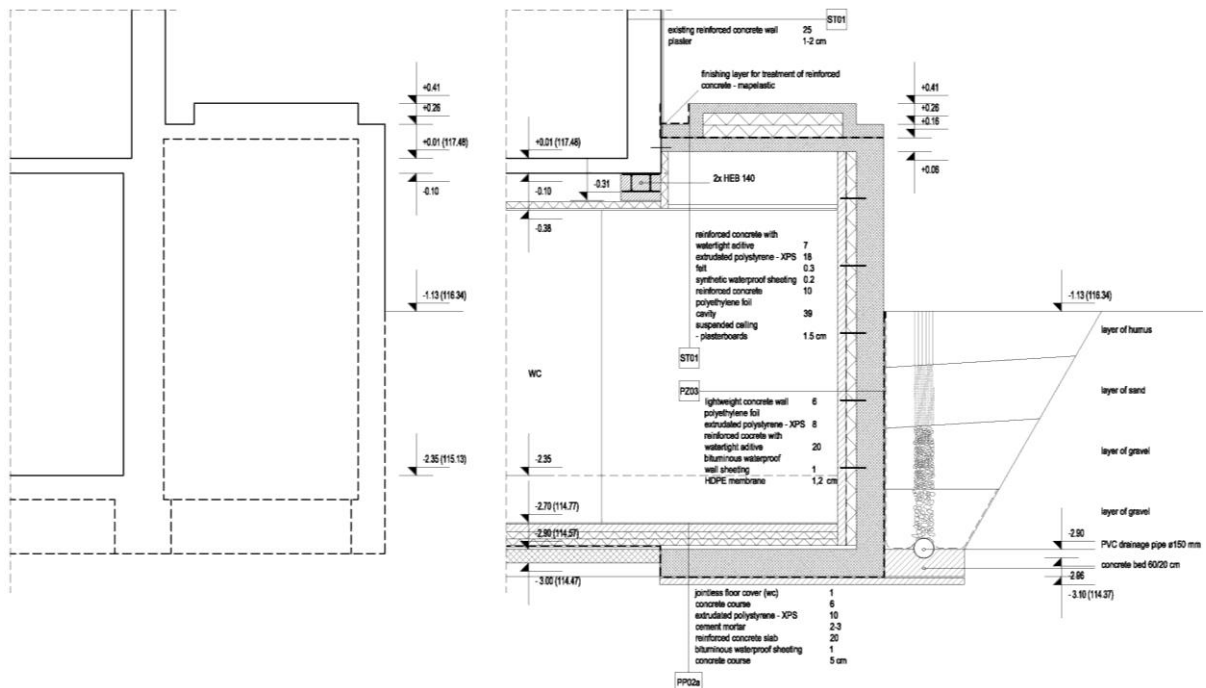 ST01
existing reinforced concrete wall 25
plaster 1-2 cm
finishing layer for treatment of reinforced
concrete - mapelastic
+0.41
+0.26
+0.01 (117.48)
-0.10
-1.13 (116.34)
-2.35 (115.13)
+0.01 (117.48)
-0.10
-0.31
-0.38
2x HEB 140
+0.41
+0.26
+0.16
+0.06
reinforced concrete with
watertight aditive 7
extrudated polystyrene - XPS 18
felt 0.3
synthetic waterproof sheeting 0.2
reinforced concrete 10
polyethylene foil
cavity 39
suspended ceiling
- plasterboards 1.5 cm
ST01
WC
PZ03
lightweight concrete wall 6
polyethylene foil
extrudated polystyrene - XPS 8
reinforced cocrete with
watertight aditive 20
bituminous waterproof
wall sheeting 1
HDPE membrane 1,2 cm
-2.35
-2.70 (114.77)
-2.90 (114.57)
- 3.00 (114.47)
-1.13 (116.34)
layer of humus
layer of sand
layer of gravel
layer of gravel
-2.90
PVC drainage pipe ø150 mm
concrete bed 60/20 cm
-2.96
- 3.10 (114.37)
jointless floor cover (wc) 1
concrete course 6
extrudated polystyrene - XPS 10
cement mortar 2-3
reinforced concrete slab 20
bituminous waterproof sheeting 1
concrete course 5 cm
PP02a